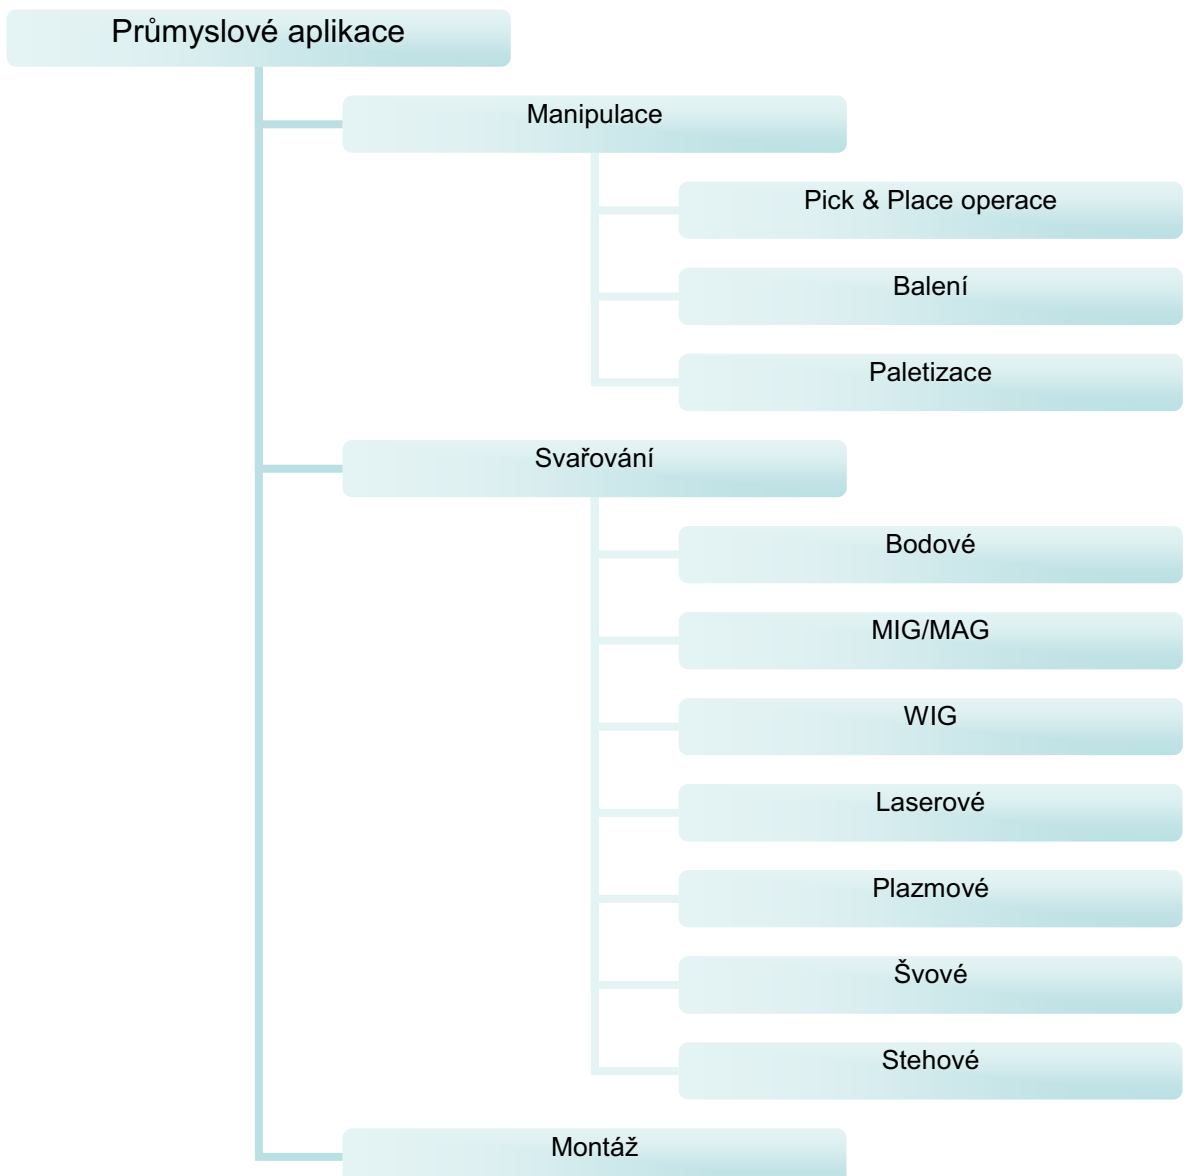 Průmyslové aplikace
Manipulace
Pick & Place operace
Balení
Paletizace
Svařování
Bodové
MIG/MAG
WIG
Laserové
Plazmové
Švové
Stehové
Montáž